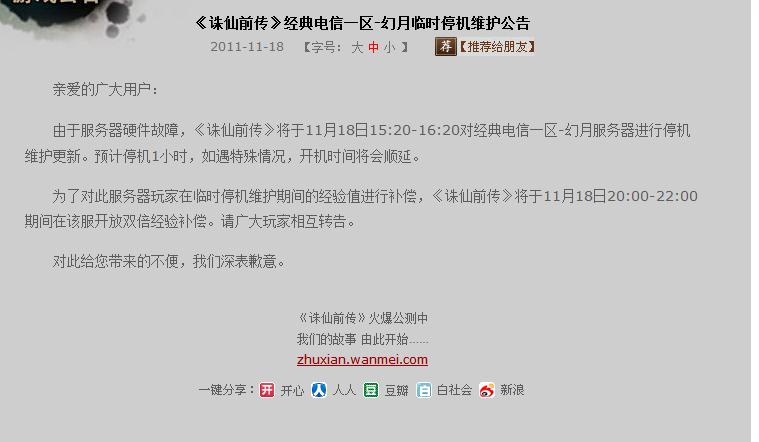 《诛仙前传》经典电信一区-幻月临时停机维护公告
2011-11-18 【字号： 大 中 小 】 荐【推荐给朋友】
亲爱的广大用户：
由于服务器硬件故障，《诛仙前传》将于11月18日15:20-16:20对经典电信一区-幻月服务器进行停机
维护更新。预计停机1小时，如遇特殊情况，开机时间将会顺延。
为了对此服务器玩家在临时停机维护期间的经验值进行补偿，《诛仙前传》将于11月18日20:00-22:00
期间在该服开放双倍经验补偿。请广大玩家相互转告。
对此给您带来的不便，我们深表歉意。
《诛仙前传》火爆公测中
我们的故事 由此开始……
zhuxian.wanmei.com
一键分享： 开 开心 人 人人 豆 豆瓣 白 白社会 新浪